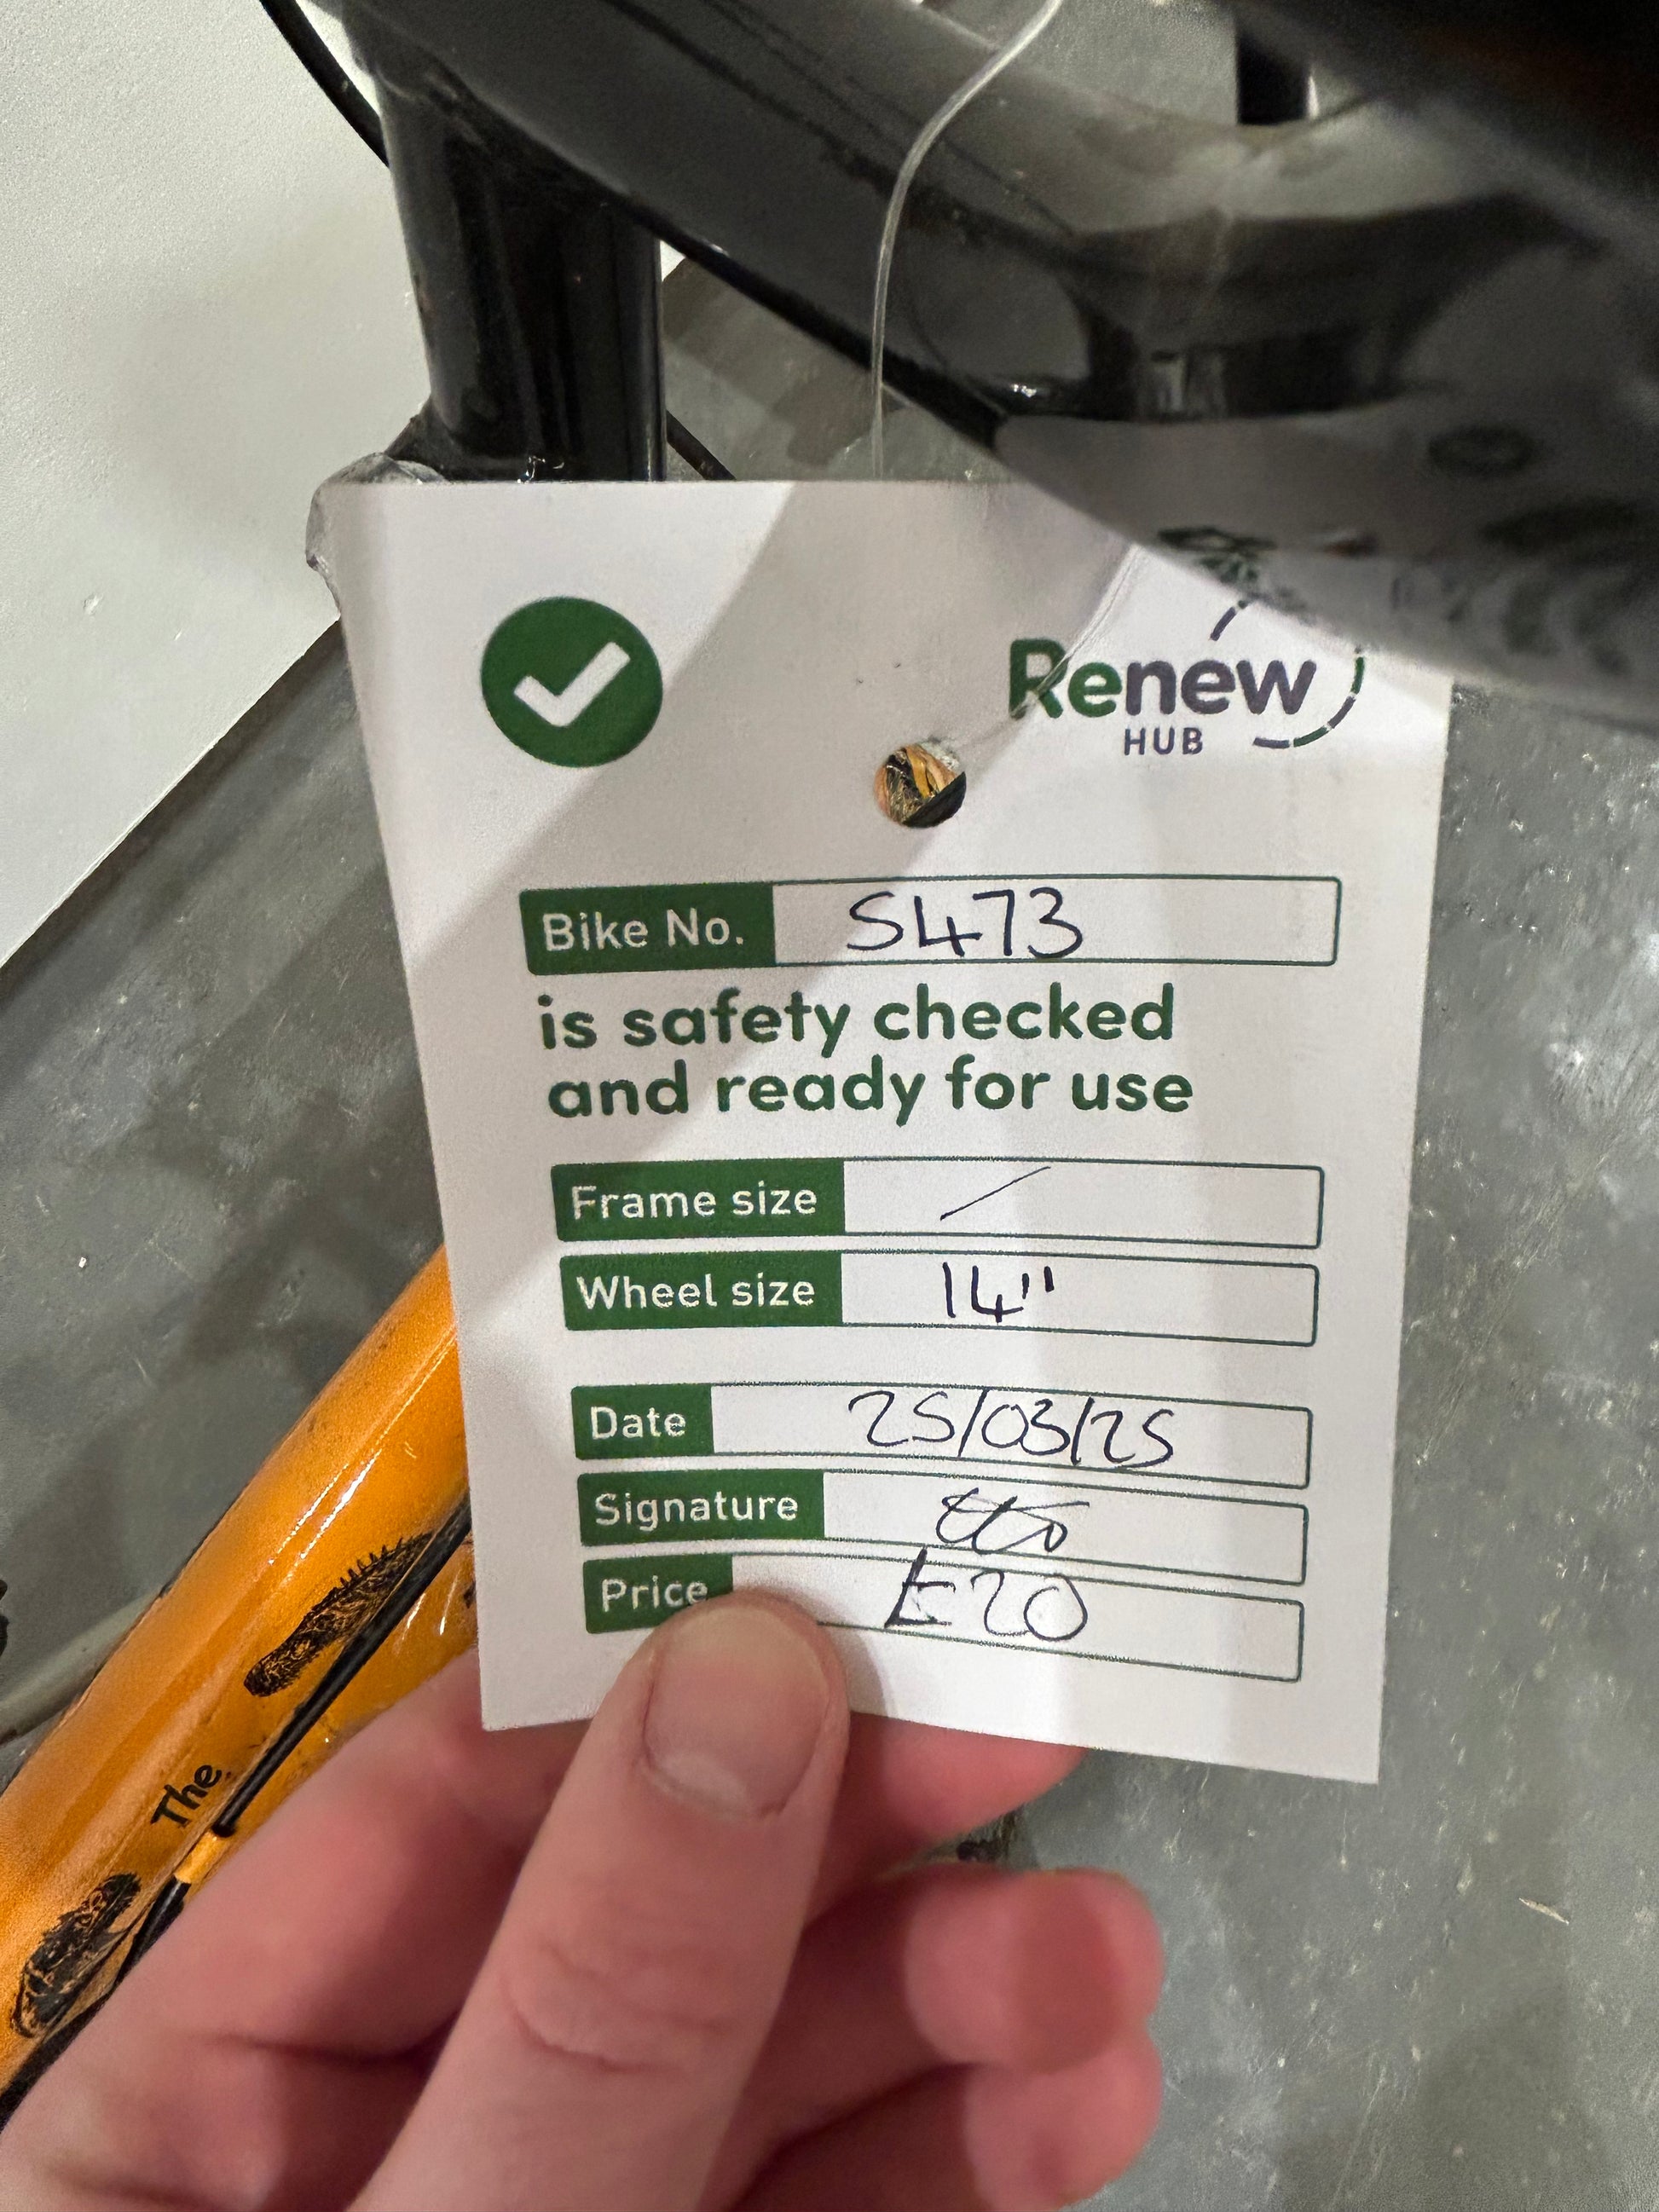 Renew
HUB
Bike No. S473
is safety checked
and ready for use
Frame size /
Wheel size 14"
Date 25/03/25
Signature
Price £20
The